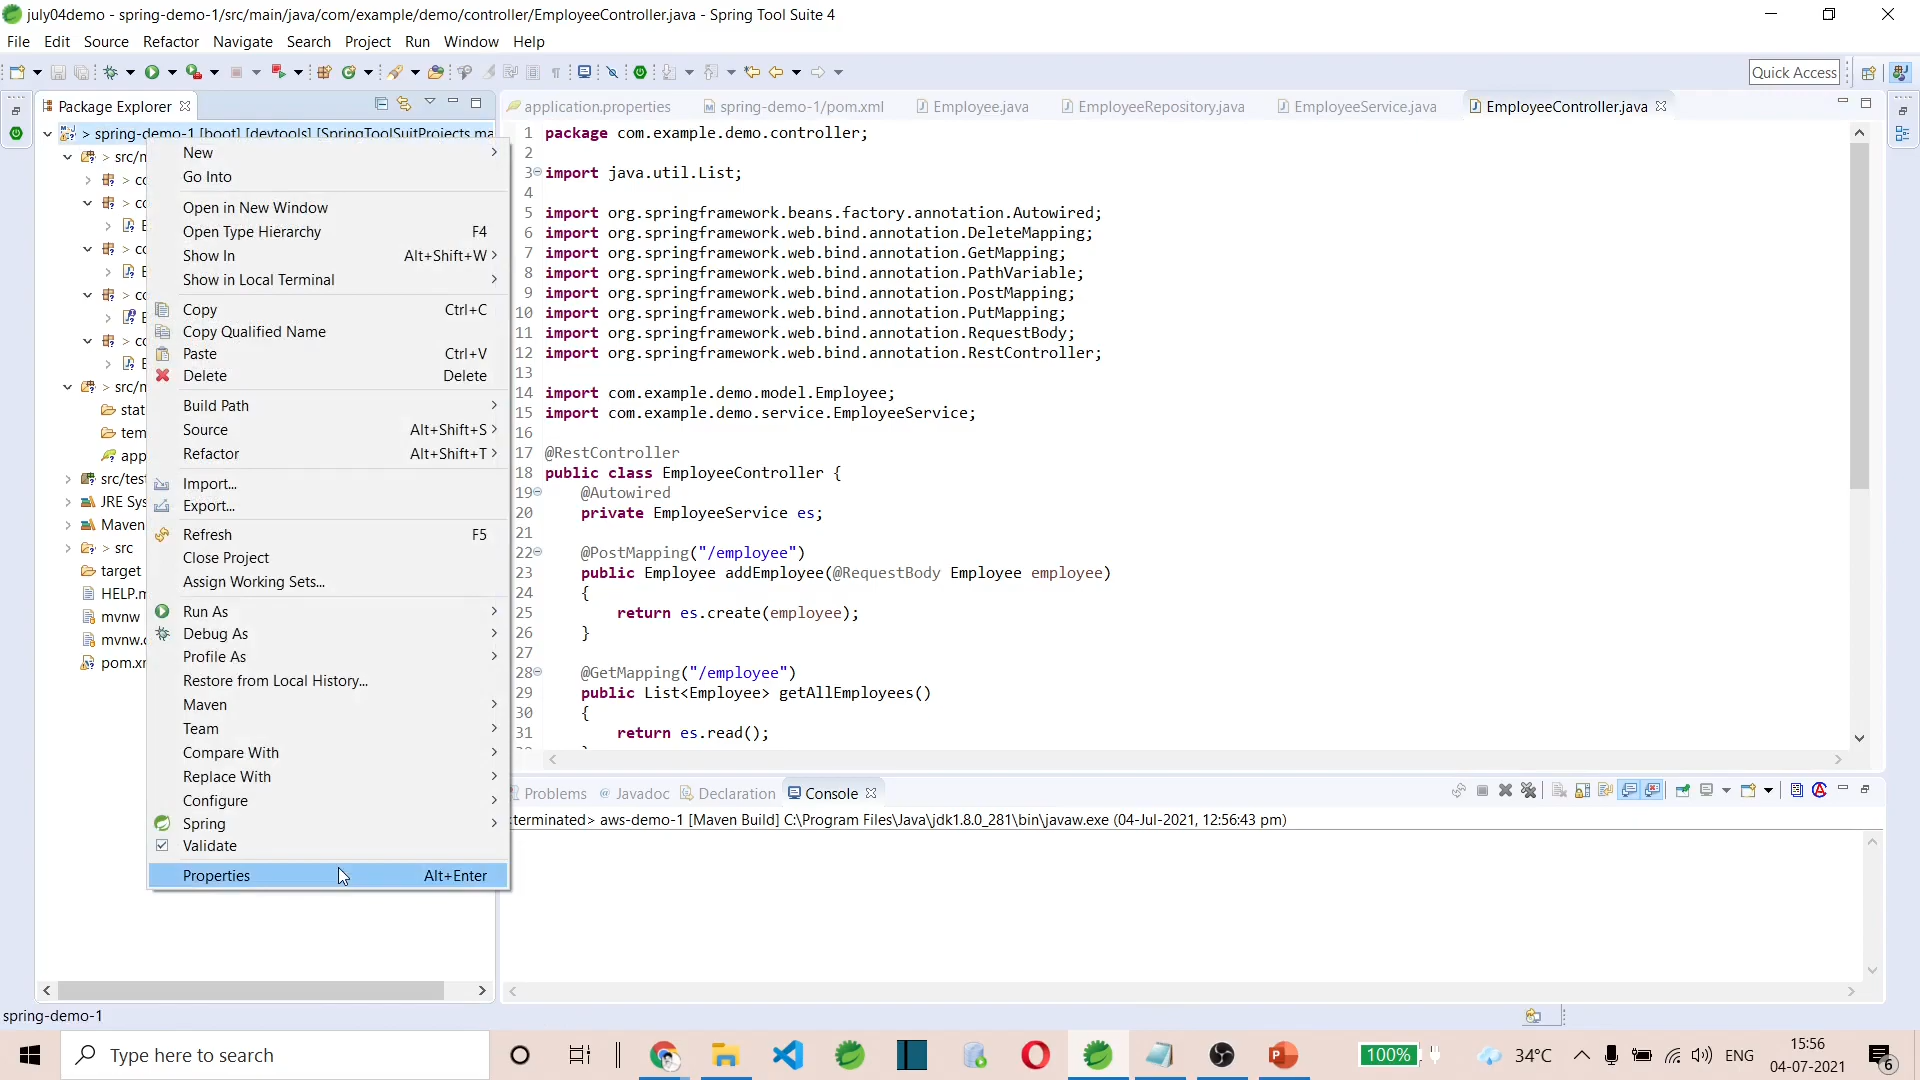 july04demo - spring-demo-1/src/main/java/com/example/demo/controller/EmployeeController.java - Spring Tool Suite 4
File Edit Source Refactor Navigate Search Project Run Window Help
Quick Access
Package Explorer
application.properties spring-demo-1/pom.xml Employee.java EmployeeRepository.java EmployeeService.java EmployeeController.java
> spring-demo-1 [boot] [devtools] [SpringToolSuitProjects ma
> src/m
> co
> co
E
> co
E
> co
E
> co
E
> src/m
stat
tem
app
src/test
JRE Sys
Maven
> src
target
HELP.m
mvnw
mvnw.c
pom.xm
New
Go Into
Open in New Window
Open Type Hierarchy F4
Show In Alt+Shift+W
Show in Local Terminal
Copy Ctrl+C
Copy Qualified Name
Paste Ctrl+V
Delete Delete
Build Path
Source Alt+Shift+S
Refactor Alt+Shift+T
Import...
Export...
Refresh F5
Close Project
Assign Working Sets...
Run As
Debug As
Profile As
Restore from Local History...
Maven
Team
Compare With
Replace With
Configure
Spring
Validate
Properties Alt+Enter
1 package com.example.demo.controller;
2
3 import java.util.List;
4
5 import org.springframework.beans.factory.annotation.Autowired;
6 import org.springframework.web.bind.annotation.DeleteMapping;
7 import org.springframework.web.bind.annotation.GetMapping;
8 import org.springframework.web.bind.annotation.PathVariable;
9 import org.springframework.web.bind.annotation.PostMapping;
10 import org.springframework.web.bind.annotation.PutMapping;
11 import org.springframework.web.bind.annotation.RequestBody;
12 import org.springframework.web.bind.annotation.RestController;
13
14 import com.example.demo.model.Employee;
15 import com.example.demo.service.EmployeeService;
16
17 @RestController
18 public class EmployeeController {
19 @Autowired
20 private EmployeeService es;
21
22 @PostMapping("/employee")
23 public Employee addEmployee(@RequestBody Employee employee)
24 {
25 return es.create(employee);
26 }
27
28 @GetMapping("/employee")
29 public List<Employee> getAllEmployees()
30 {
31 return es.read();
Problems @ Javadoc Declaration Console
<terminated> aws-demo-1 [Maven Build] C:\Program Files\Java\jdk1.8.0_281\bin\javaw.exe (04-Jul-2021, 12:56:43 pm)
spring-demo-1
Type here to search
100%
34°C
ENG
15:56
04-07-2021
6